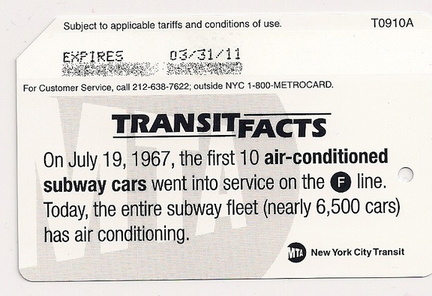 Subject to applicable tariffs and conditions of use. T0910A
EXPIRES 03/31/11
For Customer Service, call 212-638-7622; outside NYC 1-800-METROCARD.
TRANSIT FACTS
On July 19, 1967, the first 10 air-conditioned
subway cars went into service on the F line.
Today, the entire subway fleet (nearly 6,500 cars)
has air conditioning.
MTA New York City Transit
MTA